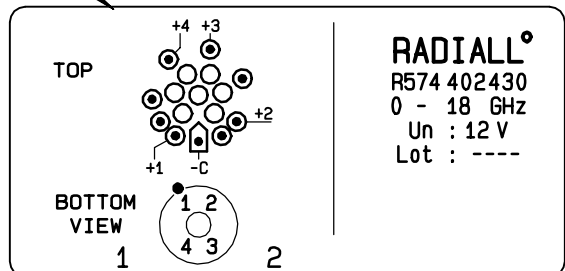 +4 +3
TOP
+2
+1 -C
BOTTOM
VIEW
1 2
4 3
1 2
RADIALL°
R574 402430
0 - 18 GHz
Un : 12 V
Lot : ----